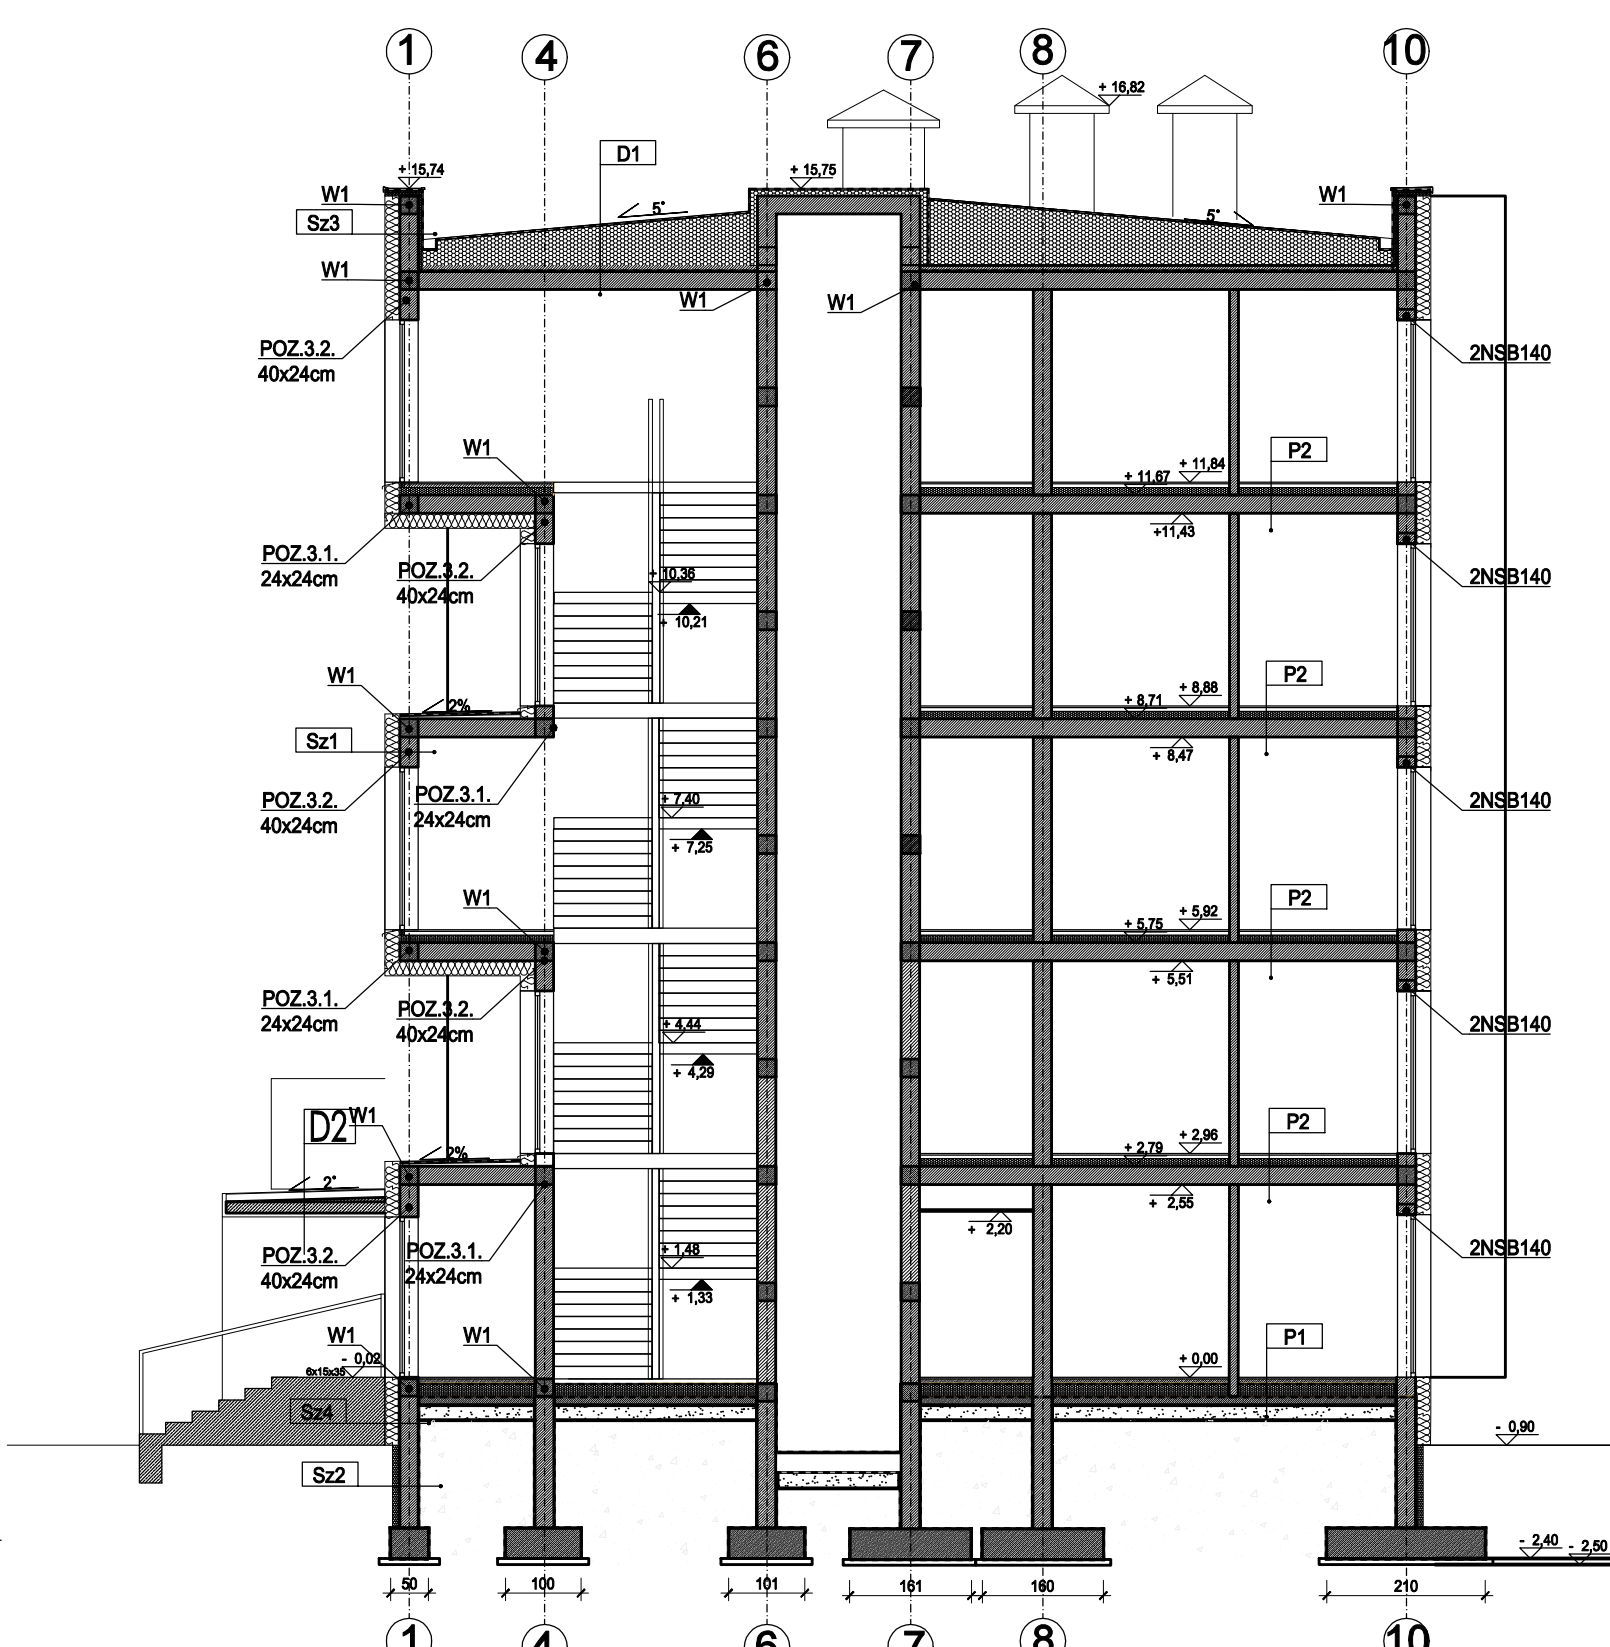 1 4 6 7 8 10
+ 16,82
D1
+ 15,74
+ 15,75
W1
W1
Sz3
5°
5°
W1
W1
W1
POZ.3.2.
40x24cm
2NSB140
W1
P2
+ 11,84
+ 11,67
+11,43
POZ.3.1.
24x24cm
POZ.3.2.
40x24cm
+ 10,36
+ 10,21
2NSB140
W1
P2
+ 8,88
+ 8,71
2%
Sz1
+ 8,47
POZ.3.2.
40x24cm
POZ.3.1.
24x24cm
+ 7,40
+ 7,25
2NSB140
W1
P2
+ 5,92
+ 5,75
+ 5,51
POZ.3.1.
24x24cm
POZ.3.2.
40x24cm
+ 4,44
+ 4,29
2NSB140
D2
W1
P2
+ 2,96
+ 2,79
2%
2°
+ 2,55
+ 2,20
POZ.3.2.
40x24cm
POZ.3.1.
24x24cm
+ 1,48
+ 1,33
2NSB140
W1
W1
P1
- 0,02
6x15x35
+ 0,00
Sz4
- 0,90
Sz2
- 2,40
- 2,50
50 100 101 161 160 210
1 4 6 7 8 10